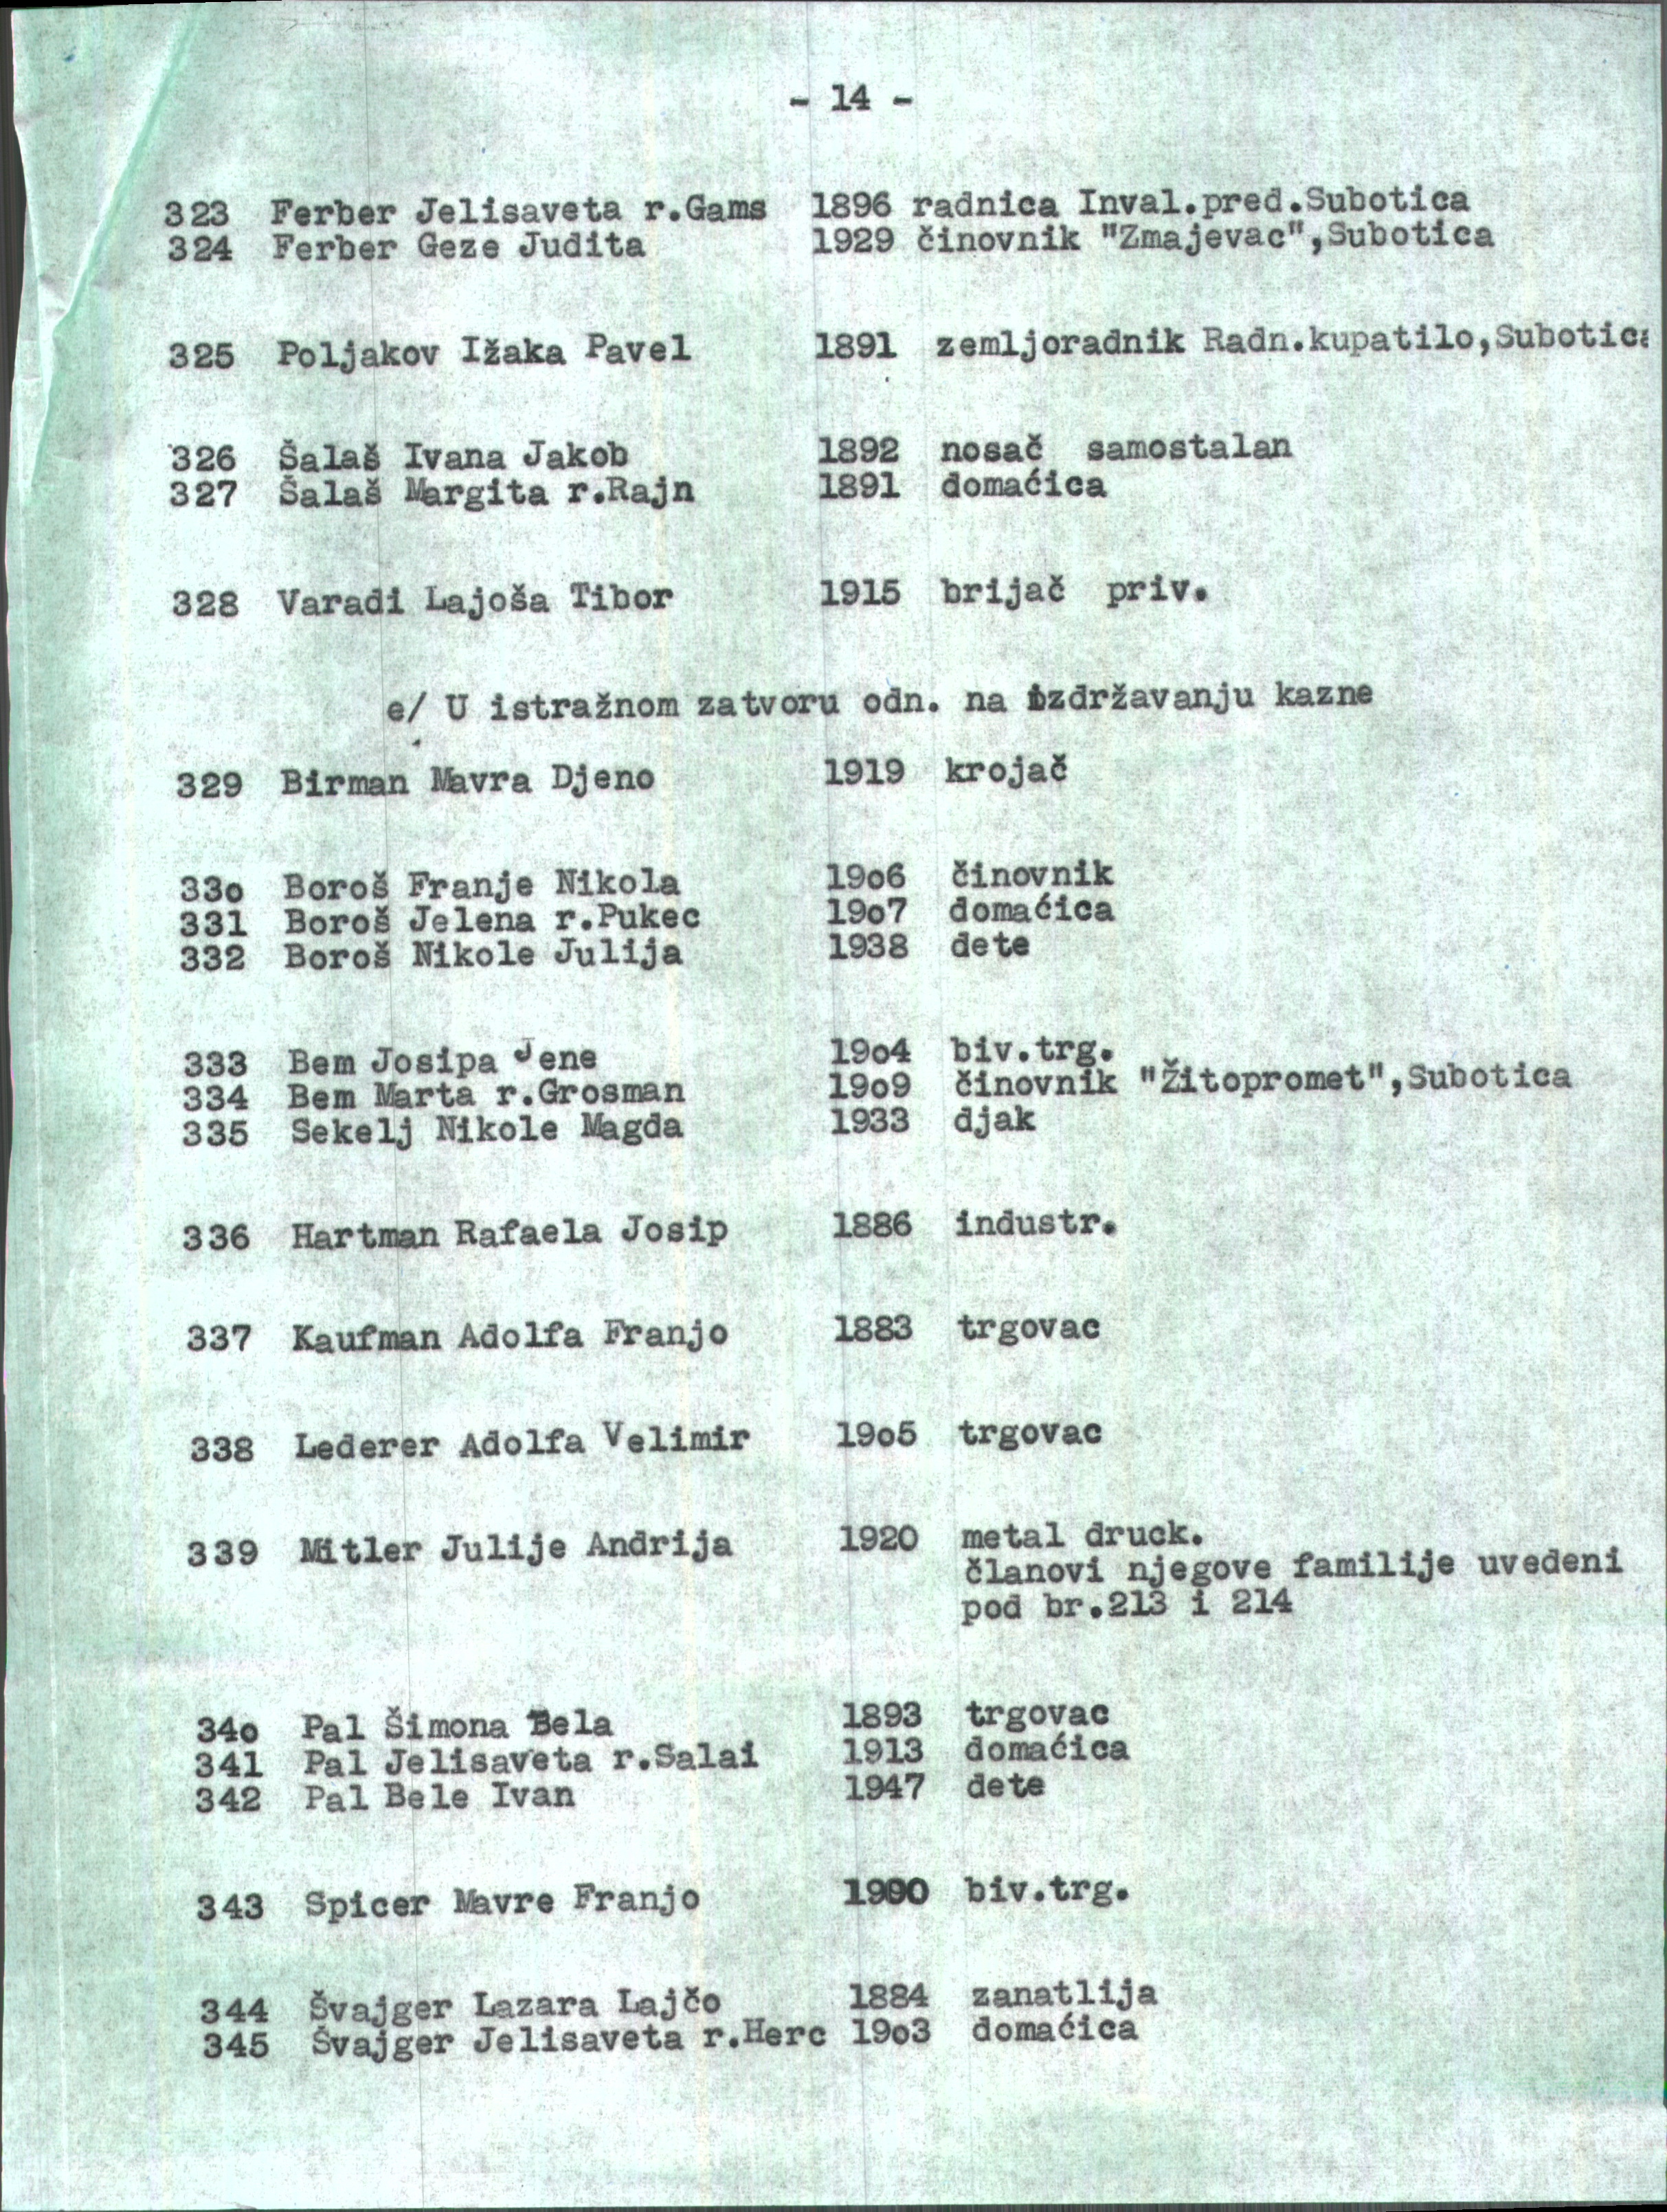 - 14 -
323 Ferber Jelisaveta r.Gams 1896 radnica Inval.pred.Subotica
324 Ferber Geze Judita 1929 činovnik "Zmajevac",Subotica
325 Poljakov Ižaka Pavel 1891 zemljoradnik Radn.kupatilo,Subotica
326 Šalaš Ivana Jakob 1892 nosač samostalan
327 Šalaš Margita r.Rajn 1891 domaćica
328 Varadi Lajoša Tibor 1915 brijač priv.
e/ U istražnom zatvoru odn. na izdržavanju kazne
329 Birman Mavra Djeno 1919 krojač
33o Boroš Franje Nikola 19o6 činovnik
331 Boroš Jelena r.Pukec 19o7 domaćica
332 Boroš Nikole Julija 1938 dete
333 Bem Josipa Jene 19o4 biv.trg.
334 Bem Marta r.Grosman 19o9 činovnik "Žitopromet",Subotica
335 Sekelj Nikole Magda 1933 djak
336 Hartman Rafaela Josip 1886 industr.
337 Kaufman Adolfa Franjo 1883 trgovac
338 Lederer Adolfa Velimir 19o5 trgovac
339 Mitler Julije Andrija 1920 metal druck.
članovi njegove familije uvedeni
pod br.213 i 214
34o Pal Šimona Bela 1893 trgovac
341 Pal Jelisaveta r.Salai 1913 domaćica
342 Pal Bele Ivan 1947 dete
343 Spicer Mavre Franjo 1900 biv.trg.
344 Švajger Lazara Lajčo 1884 zanatlija
345 Švajger Jelisaveta r.Herc 19o3 domaćica